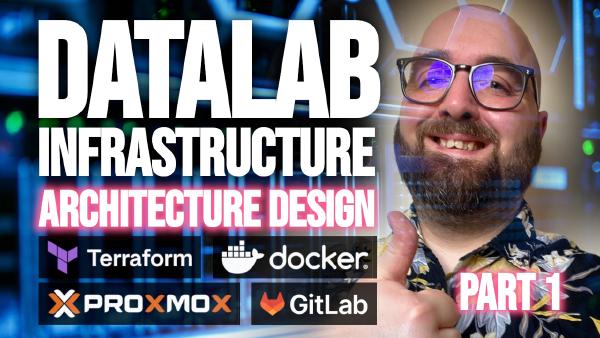 DATALAB
INFRASTRUCTURE
ARCHITECTURE DESIGN
Terraform docker
PROXMOX GitLab
PART 1